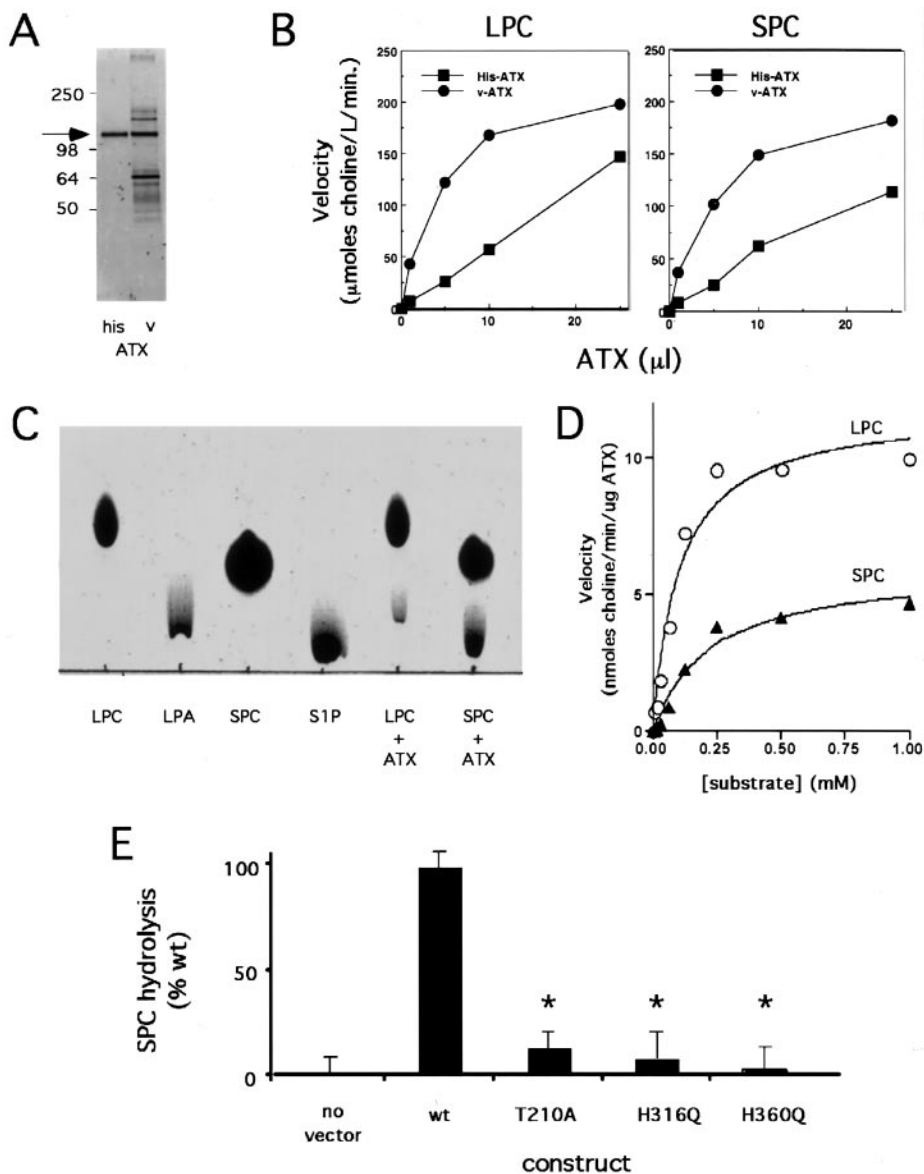 A
250
98
64
50
his v
ATX
B
LPC
SPC
Velocity
(µmoles choline/L/min.)
250
200
150
100
50
0
His-ATX
v-ATX
0 10 20
250
200
150
100
50
0
His-ATX
v-ATX
0 10 20
ATX (µl)
C
LPC
LPA
SPC
S1P
LPC
+
ATX
SPC
+
ATX
D
Velocity
(nmoles choline/min/ug ATX)
10
5
0
LPC
SPC
0.00 0.25 0.50 0.75 1.00
[substrate] (mM)
E
SPC hydrolysis
(% wt)
100
50
0
* * *
no
vector
wt
T210A
H316Q
H360Q
construct